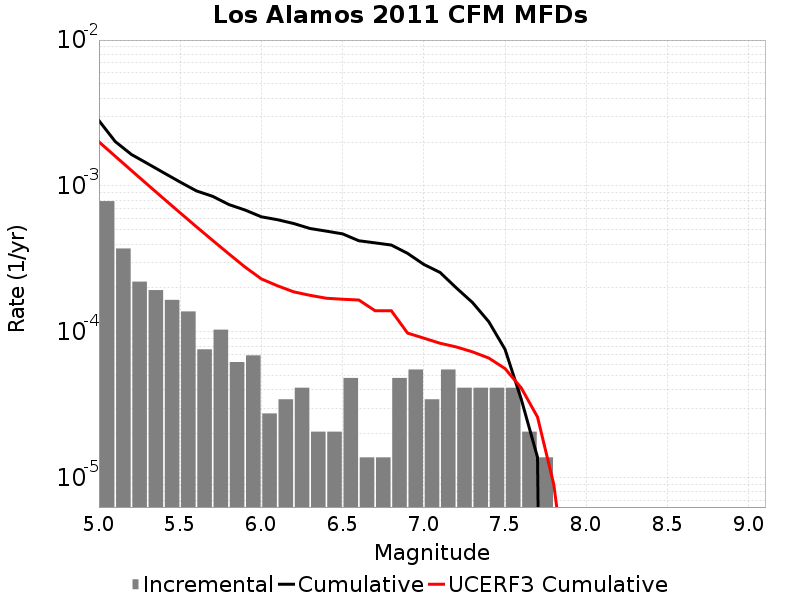 Los Alamos 2011 CFM MFDs
10-2
10-3
10-4
10-5
Rate (1/yr)
5.0 5.5 6.0 6.5 7.0 7.5 8.0 8.5 9.0
Magnitude
Incremental Cumulative UCERF3 Cumulative